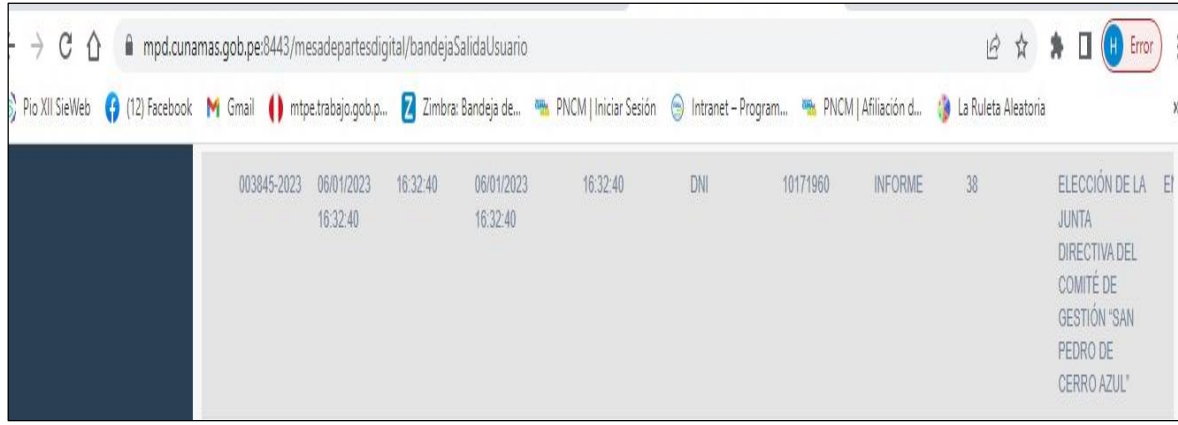 mpd.cunamas.gob.pe:8443/mesadepartesdigital/bandejaSalidaUsuario
H Error
Pio XII SieWeb (12) Facebook Gmail mtpe.trabajo.gob.p... Zimbra: Bandeja de... PNCM | Iniciar Sesión Intranet – Program... PNCM | Afiliación d... La Ruleta Aleatoria »
003845-2023 06/01/2023 16:32:40 06/01/2023 16:32:40 DNI 10171960 INFORME 38 ELECCIÓN DE LA
16:32:40 16:32:40 JUNTA
DIRECTIVA DEL
COMITÉ DE
GESTIÓN “SAN
PEDRO DE
CERRO AZUL”